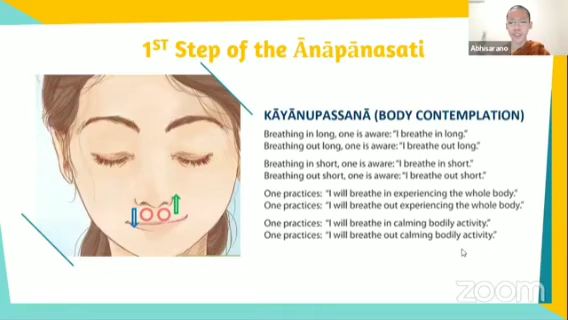 Abhisarano
1ST Step of the Ānāpānasati
KĀYĀNUPASSANĀ (BODY CONTEMPLATION)
Breathing in long, one is aware: “I breathe in long.”
Breathing out long, one is aware: “I breathe out long.”
Breathing in short, one is aware: “I breathe in short.”
Breathing out short, one is aware: “I breathe out short.”
One practices: “I will breathe in experiencing the whole body.”
One practices: “I will breathe out experiencing the whole body.”
One practices: “I will breathe in calming bodily activity.”
One practices: “I will breathe out calming bodily activity.”
zoom